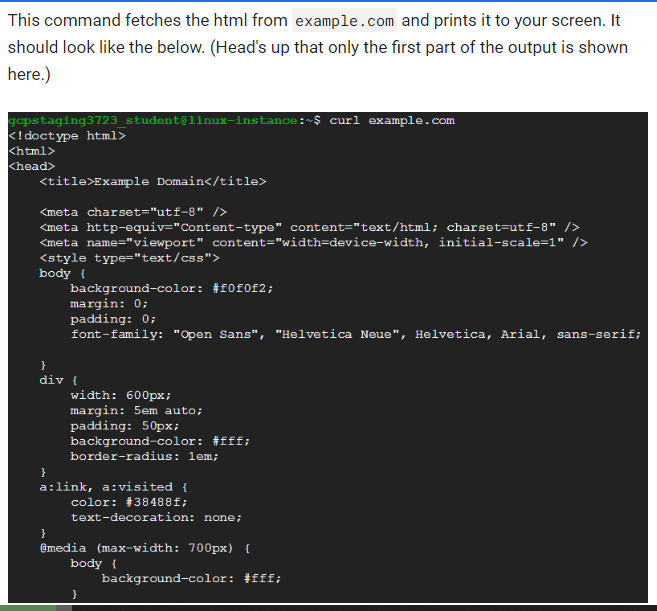 This command fetches the html from example.com and prints it to your screen. It
should look like the below. (Head's up that only the first part of the output is shown
here.)
gcpstaging3723_student@linux-instance:~$ curl example.com
<!doctype html>
<html>
<head>
    <title>Example Domain</title>

    <meta charset="utf-8" />
    <meta http-equiv="Content-type" content="text/html; charset=utf-8" />
    <meta name="viewport" content="width=device-width, initial-scale=1" />
    <style type="text/css">
    body {
        background-color: #f0f0f2;
        margin: 0;
        padding: 0;
        font-family: "Open Sans", "Helvetica Neue", Helvetica, Arial, sans-serif;

    }
    div {
        width: 600px;
        margin: 5em auto;
        padding: 50px;
        background-color: #fff;
        border-radius: 1em;
    }
    a:link, a:visited {
        color: #38488f;
        text-decoration: none;
    }
    @media (max-width: 700px) {
        body {
            background-color: #fff;
        }